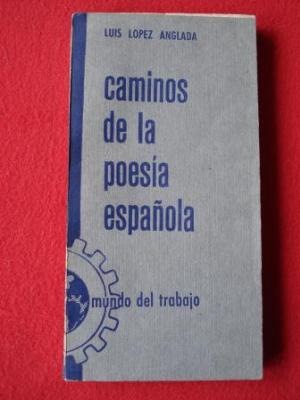 LUIS LOPEZ ANGLADA
caminos
de la
poesía
española
mundo del trabajo